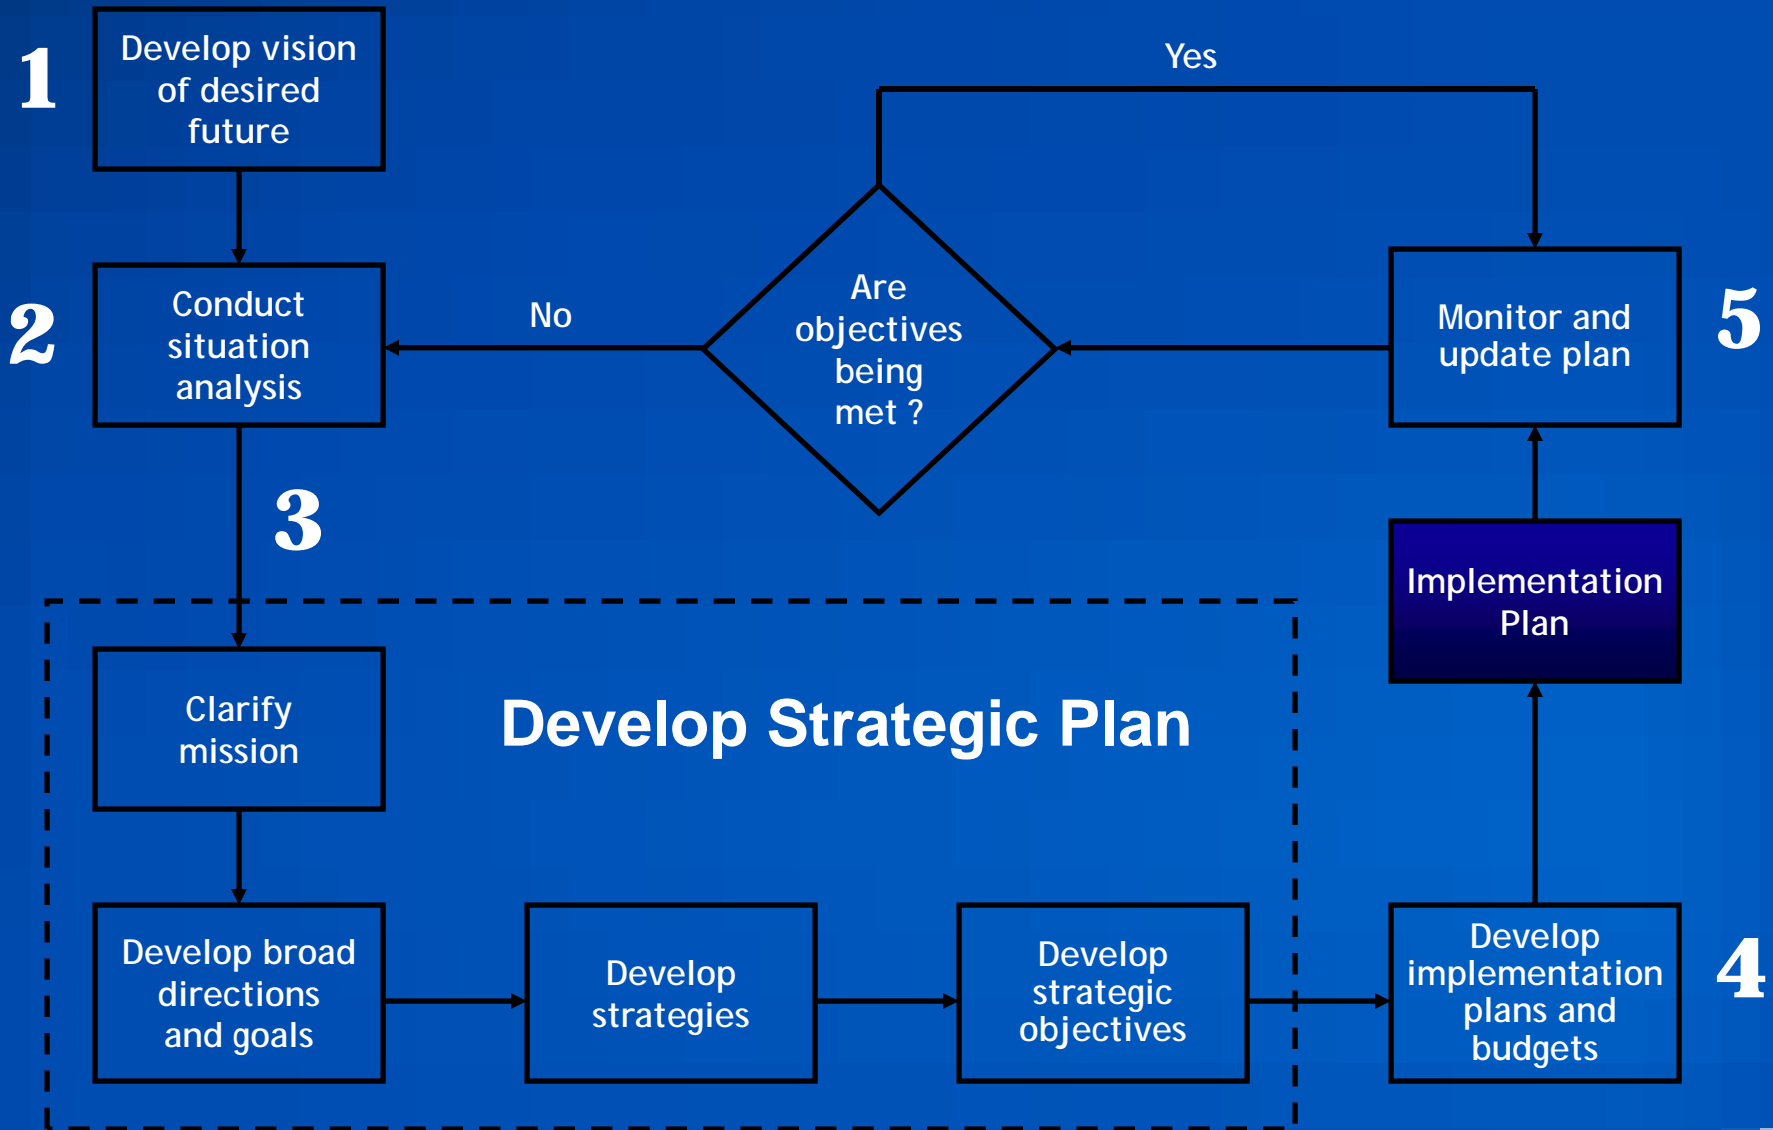 1
Develop vision
of desired
future
Yes
2
Conduct
situation
analysis
No
Are
objectives
being
met ?
Monitor and
update plan
5
3
Implementation
Plan
Clarify
mission
Develop Strategic Plan
Develop broad
directions
and goals
Develop
strategies
Develop
strategic
objectives
Develop
implementation
plans and
budgets
4